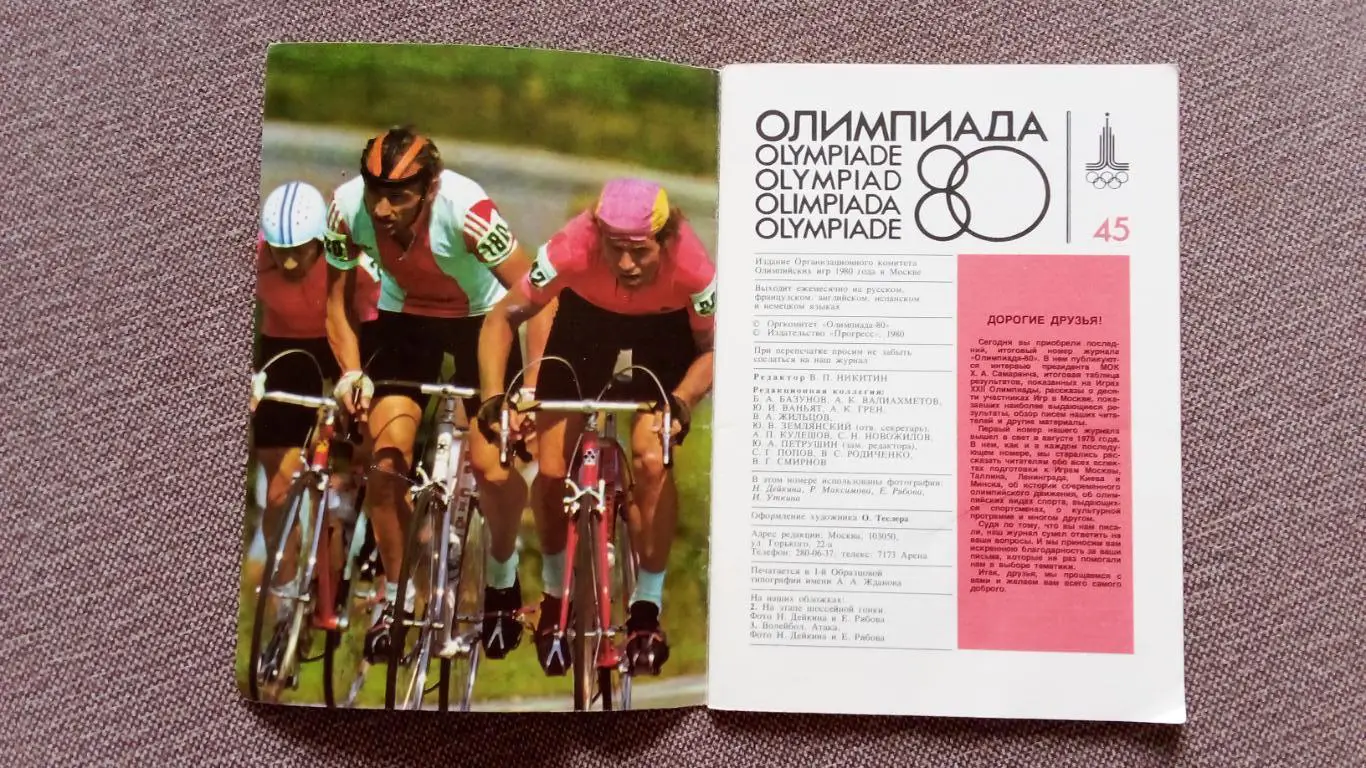 280
ОЛИМПИАДА
OLYMPIADE
OLYMPIAD
OLIMPIADA
OLYMPIADE
80
45
Издание Организационного комитета
Олимпийских игр 1980 года в Москве
Выходит ежемесячно на русском,
французском, английском, испанском
и немецком языках
© Оргкомитет «Олимпиада-80»
© Издательство «Прогресс», 1980
При перепечатке просим не забыть
сослаться на наш журнал
Редактор В. П. НИКИТИН
Редакционная коллегия:
Б. А. БАЗУНОВ, А. К. ВАЛИАХМЕТОВ,
Ю. И. ВАНЬЯТ, А. К. ГРЕН,
В. А. ЖИЛЬЦОВ,
Ю. В. ЗЕМЛЯНСКИЙ (отв. секретарь),
А. П. КУЛЕШОВ, С. Н. НОВОЖИЛОВ,
Ю. А. ПЕТРУШИН (зам. редактора),
С. Г. ПОПОВ, В. С. РОДИЧЕНКО,
В. Г. СМИРНОВ
В этом номере использованы фотографии:
Н. Дейкина, Р. Максимова, Е. Рябова,
И. Уткина
Оформление художника О. Теслера
Адрес редакции: Москва, 103050,
ул. Горького, 22-а
Телефон: 280-06-37, телекс: 7173 Арена
Печатается в 1-й Образцовой
типографии имени А. А. Жданова
На наших обложках:
2. На этапе шоссейной гонки.
Фото Н. Дейкина и Е. Рябова
3. Волейбол. Атака.
Фото Н. Дейкина и Е. Рябова
ДОРОГИЕ ДРУЗЬЯ!
Сегодня вы приобрели послед-
ний, итоговый номер журнала
«Олимпиада-80». В нем публикуют-
ся интервью президента МОК
Х. А. Самаранча, итоговая таблица
результатов, показанных на Играх
XXII Олимпиады, рассказы о деся-
ти участниках Игр в Москве, пока-
завших наиболее выдающиеся ре-
зультаты, обзор писем наших чита-
телей и другие материалы.
Первый номер нашего журнала
вышел в свет в августе 1976 года.
В нем, как и в каждом последу-
ющем номере, мы старались рас-
сказать читателям обо всех аспек-
тах подготовки к Играм Москвы,
Таллина, Ленинграда, Киева и
Минска, об истории современного
олимпийского движения, об олим-
пийских видах спорта, выдающих-
ся спортсменах, о культурной
программе и многом другом.
Судя по тому, что вы нам писа-
ли, наш журнал сумел ответить на
ваши вопросы. И мы приносим вам
искреннюю благодарность за ваши
письма, которые не раз помогали
нам в выборе тематики.
Итак, друзья, мы прощаемся с
вами и желаем вам всего самого
доброго.